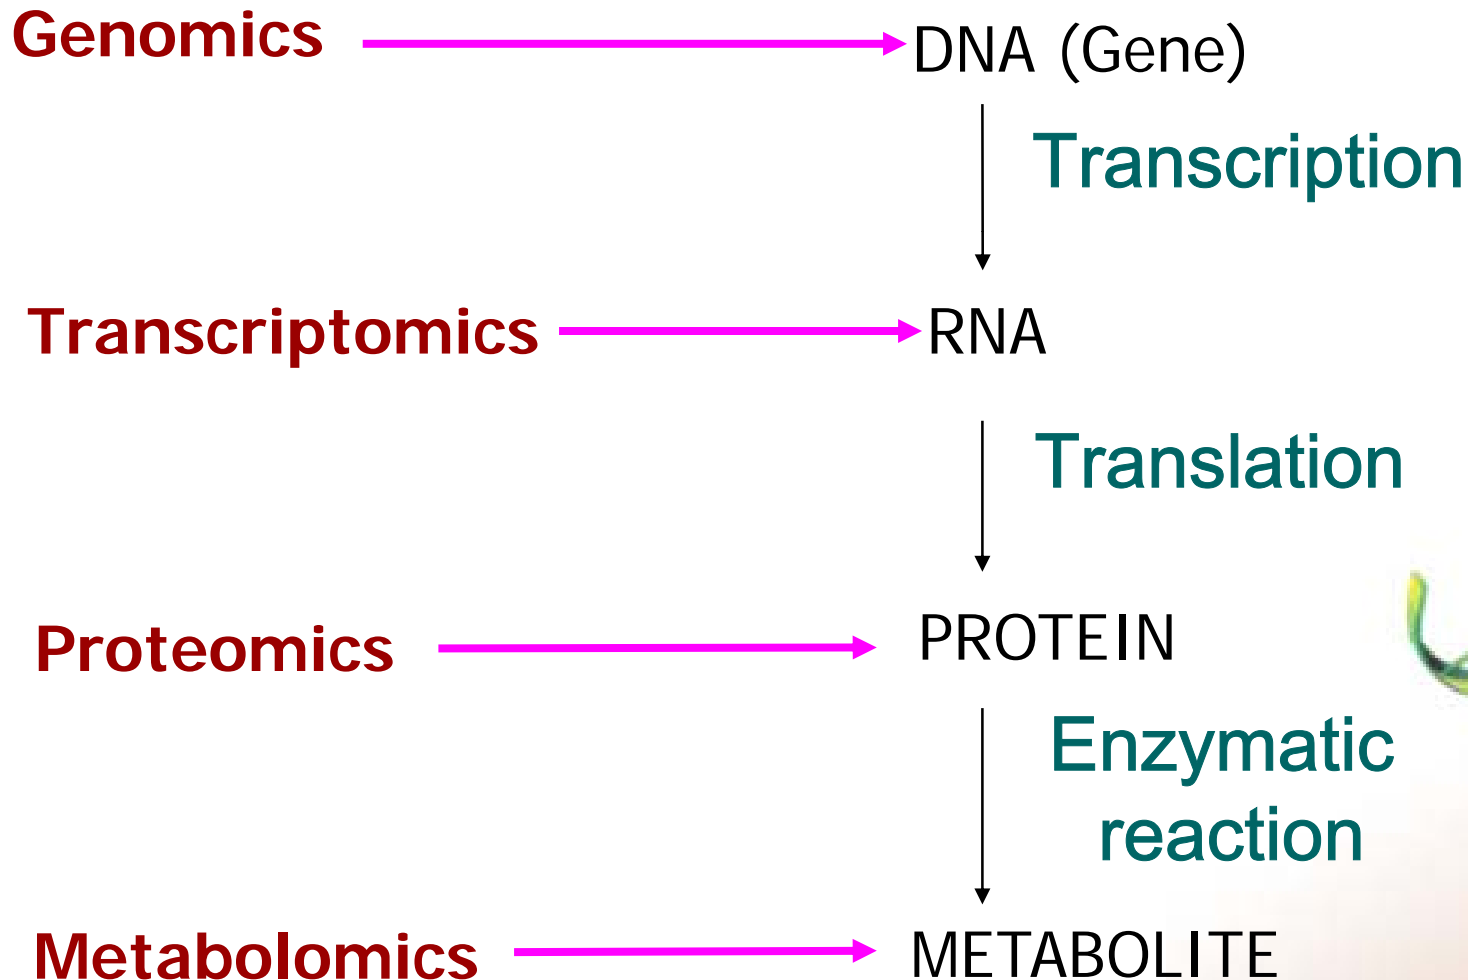 Genomics
DNA (Gene)
Transcription
Transcriptomics
RNA
Translation
Proteomics
PROTEIN
Enzymatic
reaction
Metabolomics
METABOLITE